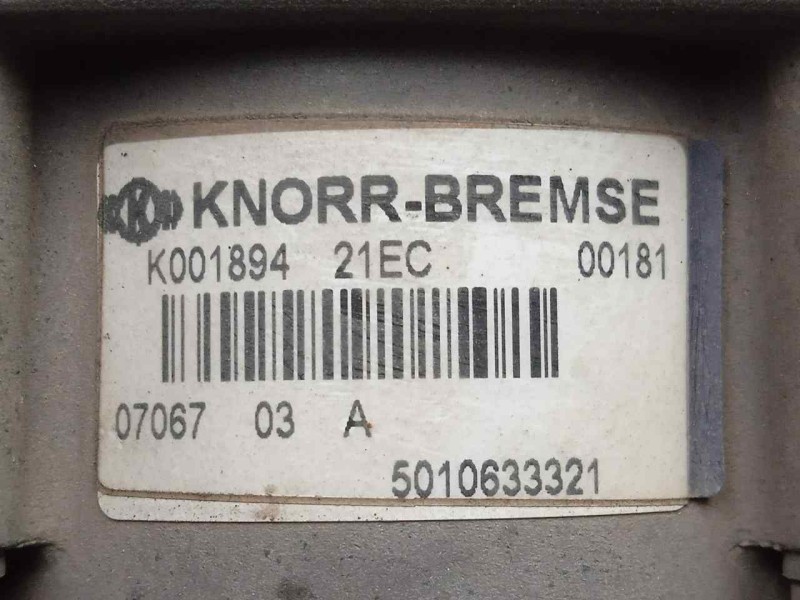 K KNORR-BREMSE
K001894 21EC 00181
07067 03 A
5010633321